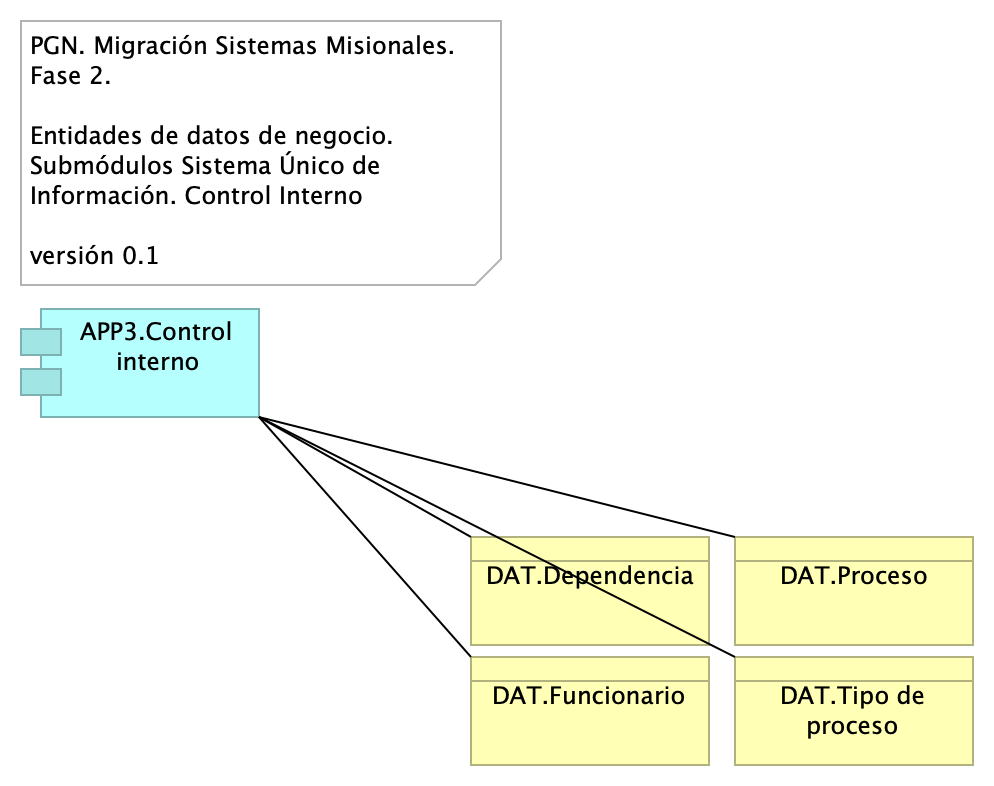 PGN. Migración Sistemas Misionales.
Fase 2.
Entidades de datos de negocio.
Submódulos Sistema Único de
Información. Control Interno
versión 0.1
APP3.Control
interno
DAT.Dependencia
DAT.Proceso
DAT.Funcionario
DAT.Tipo de
proceso